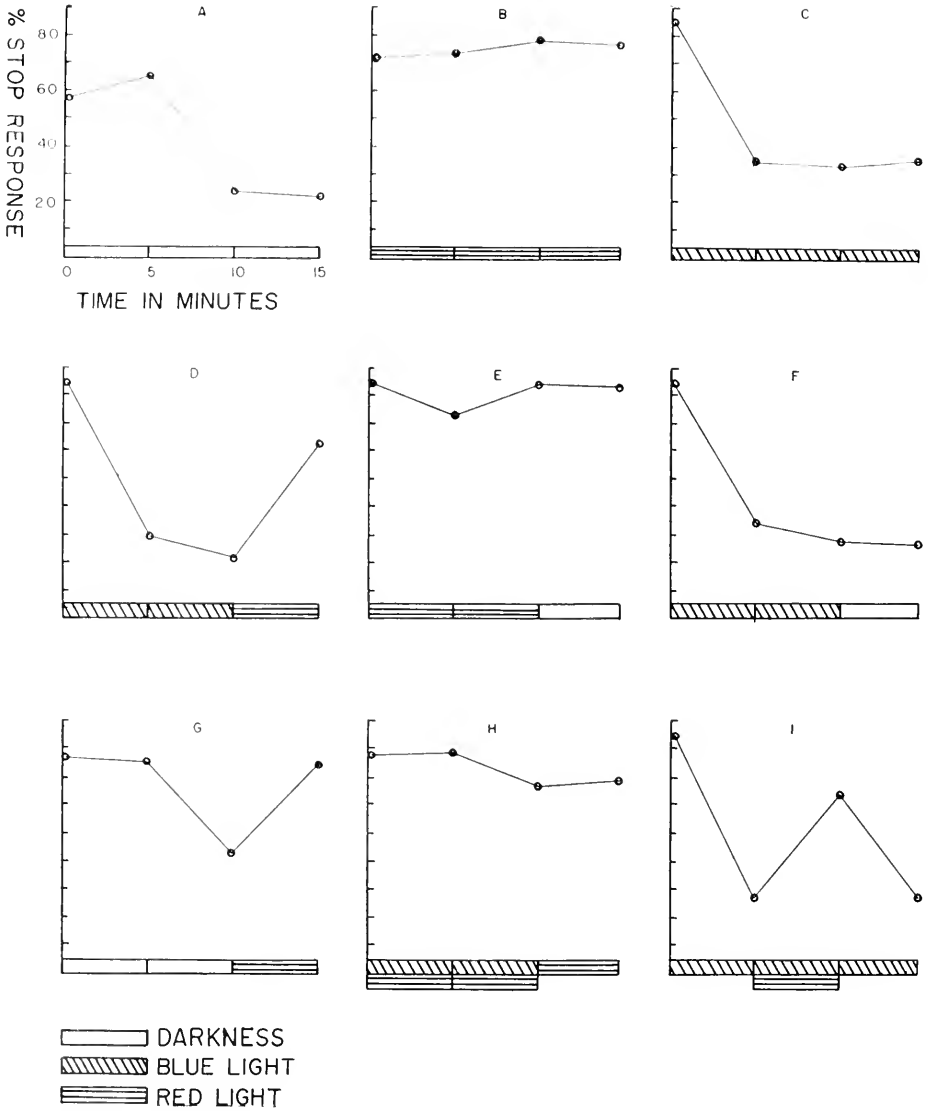 A
B
C
% STOP RESPONSE
80
60
40
20
0 5 10 15
TIME IN MINUTES
D
E
F
G
H
I
DARKNESS
BLUE LIGHT
RED LIGHT